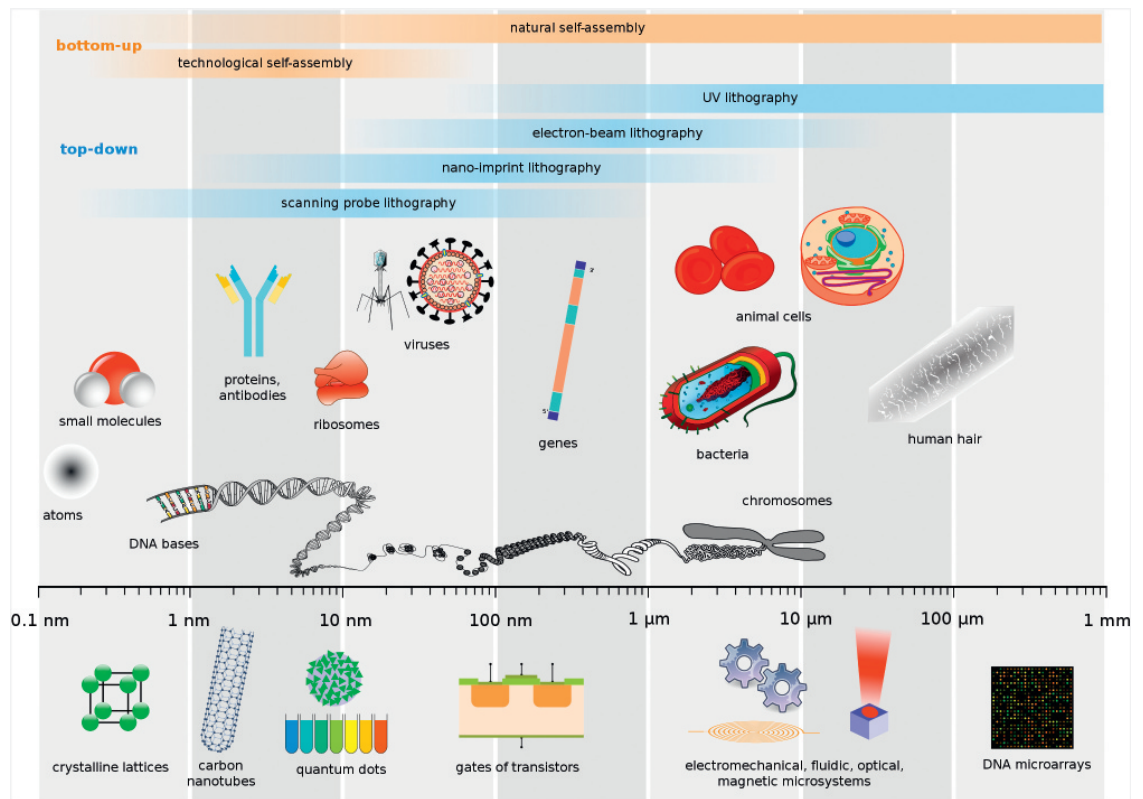 natural self-assembly
bottom-up
technological self-assembly
UV lithography
electron-beam lithography
top-down
nano-imprint lithography
scanning probe lithography
3'
animal cells
viruses
proteins,
antibodies
small molecules
ribosomes
5'
genes
human hair
bacteria
chromosomes
atoms
DNA bases
0.1 nm 1 nm 10 nm 100 nm 1 μm 10 μm 100 μm 1 mm
crystalline lattices
carbon
nanotubes
quantum dots
gates of transistors
electromechanical, fluidic, optical,
magnetic microsystems
DNA microarrays